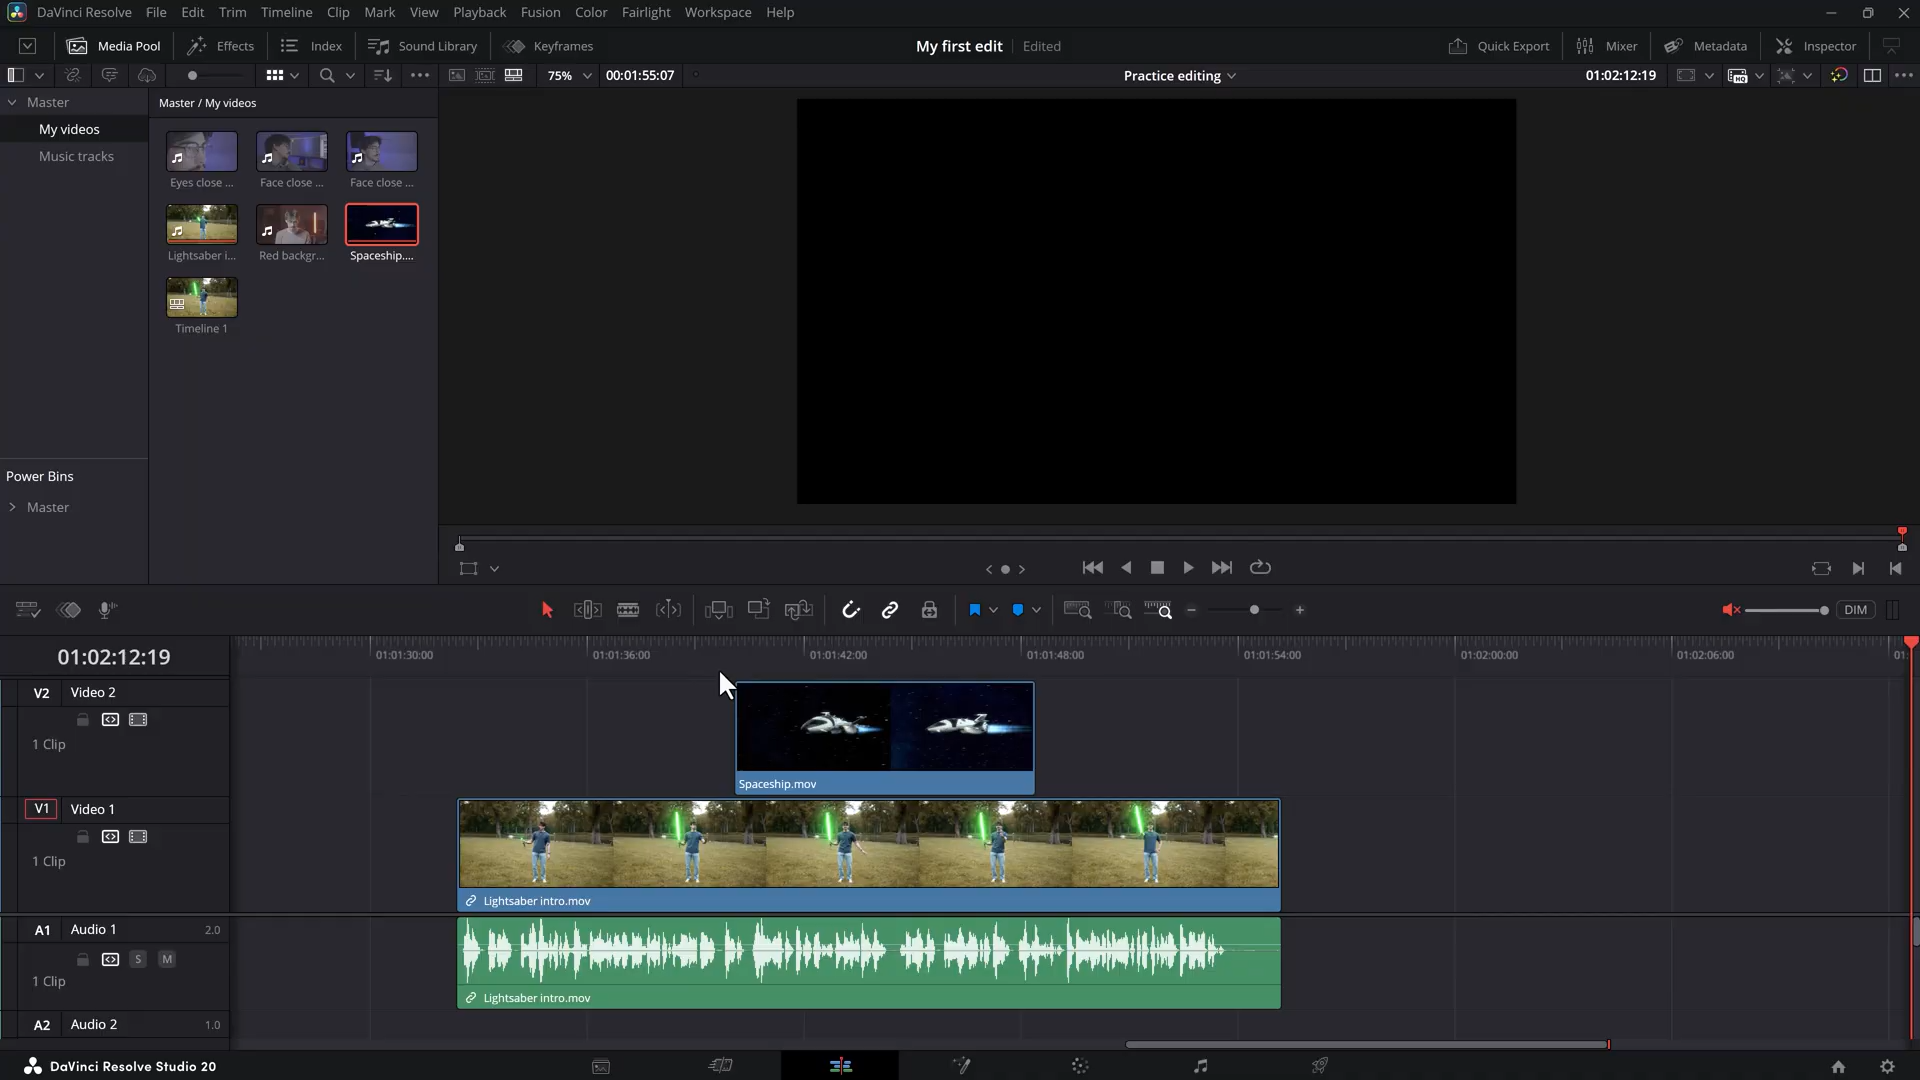 DaVinci Resolve File Edit Trim Timeline Clip Mark View Playback Fusion Color Fairlight Workspace Help
Media Pool Effects Index Sound Library Keyframes My first edit Edited Quick Export Mixer Metadata Inspector
75% 00:01:55:07 Practice editing 01:02:12:19
Master
My videos
Music tracks
Master / My videos
Eyes close ... Face close ... Face close ...
Lightsaber i... Red backgr... Spaceship....
Timeline 1
Power Bins
Master
DIM
01:02:12:19
01:01:30:00 01:01:36:00 01:01:42:00 01:01:48:00 01:01:54:00 01:02:00:00 01:02:06:00 01:
V2 Video 2
1 Clip
Spaceship.mov
V1 Video 1
1 Clip
Lightsaber intro.mov
A1 Audio 1 2.0
S M
1 Clip
Lightsaber intro.mov
A2 Audio 2 1.0
DaVinci Resolve Studio 20